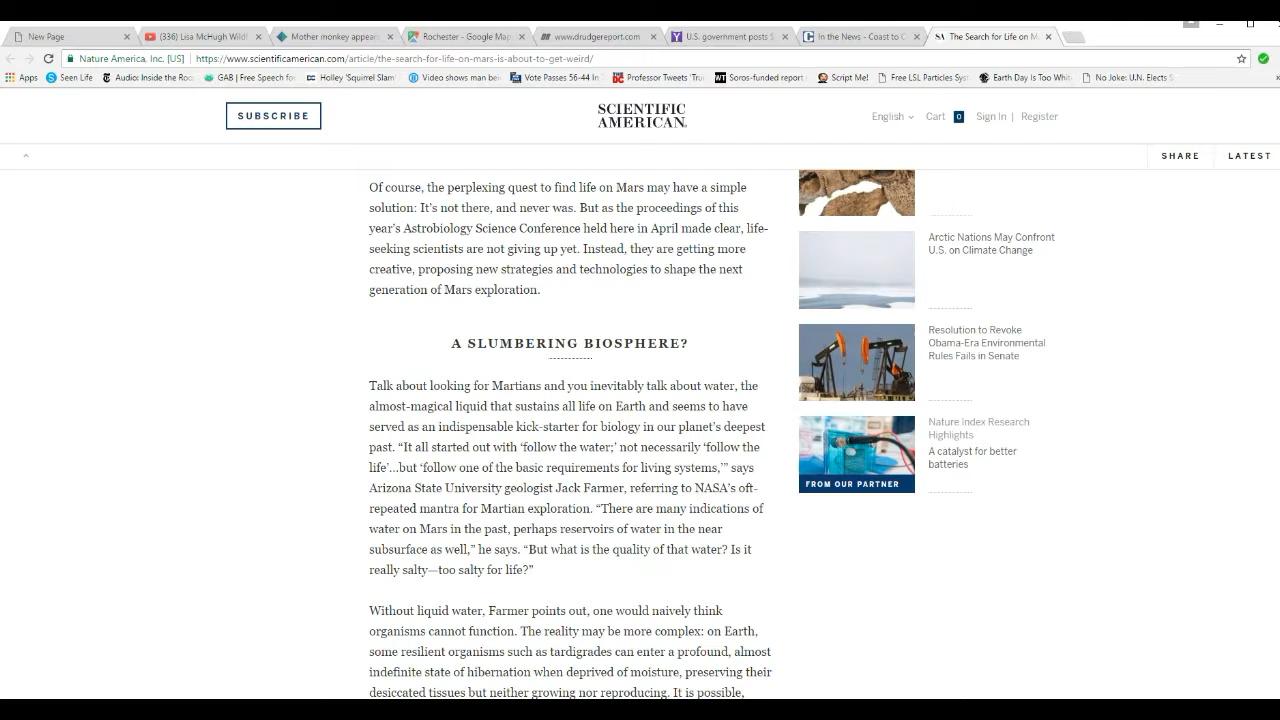 New Page
(336) Lisa McHugh Wildf
Mother monkey appears
Rochester - Google Maps
www.drudgereport.com
U.S. government posts $
In the News - Coast to C
The Search for Life on M
Nature America, Inc. [US]
https://www.scientificamerican.com/article/the-search-for-life-on-mars-is-about-to-get-weird/
Apps
Seen Life
Audio: Inside the Roo
GAB | Free Speech fo
Holley 'Squirrel Slam'
Video shows man bei
Vote Passes 56-44 In
Professor Tweets 'Tru
Soros-funded report
Script Me!
Free LSL Particles Sys
Earth Day Is Too Whit
No Joke: U.N. Elects S
SUBSCRIBE
SCIENTIFIC
AMERICAN.
English
Cart 0
Sign In | Register
SHARE
LATEST
Of course, the perplexing quest to find life on Mars may have a simple
solution: It's not there, and never was. But as the proceedings of this
year's Astrobiology Science Conference held here in April made clear, life-
seeking scientists are not giving up yet. Instead, they are getting more
creative, proposing new strategies and technologies to shape the next
generation of Mars exploration.
A SLUMBERING BIOSPHERE?
Talk about looking for Martians and you inevitably talk about water, the
almost-magical liquid that sustains all life on Earth and seems to have
served as an indispensable kick-starter for biology in our planet's deepest
past. “It all started out with ‘follow the water;’ not necessarily ‘follow the
life’…but ‘follow one of the basic requirements for living systems,’” says
Arizona State University geologist Jack Farmer, referring to NASA's oft-
repeated mantra for Martian exploration. “There are many indications of
water on Mars in the past, perhaps reservoirs of water in the near
subsurface as well,” he says. “But what is the quality of that water? Is it
really salty—too salty for life?”
Without liquid water, Farmer points out, one would naively think
organisms cannot function. The reality may be more complex: on Earth,
some resilient organisms such as tardigrades can enter a profound, almost
indefinite state of hibernation when deprived of moisture, preserving their
desiccated tissues but neither growing nor reproducing. It is possible,
Arctic Nations May Confront
U.S. on Climate Change
Resolution to Revoke
Obama-Era Environmental
Rules Fails in Senate
Nature Index Research
Highlights
A catalyst for better
batteries
FROM OUR PARTNER